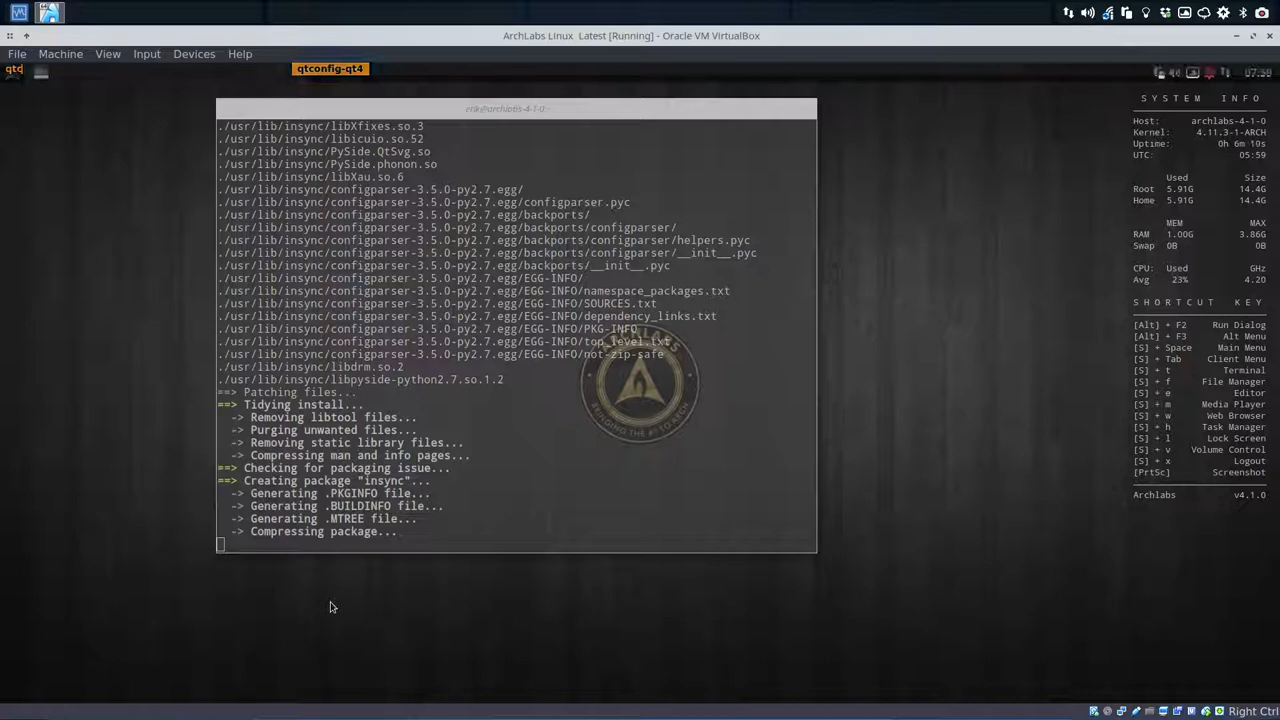 ArchLabs Linux Latest [Running] - Oracle VM VirtualBox
File Machine View Input Devices Help
qtc
qtconfig-qt4
07:58
./usr/lib/insync/libXfixes.so.3
./usr/lib/insync/libicuio.so.52
./usr/lib/insync/PySide.QtSvg.so
./usr/lib/insync/PySide.phonon.so
./usr/lib/insync/libXau.so.6
./usr/lib/insync/configparser-3.5.0-py2.7.egg/
./usr/lib/insync/configparser-3.5.0-py2.7.egg/configparser.pyc
./usr/lib/insync/configparser-3.5.0-py2.7.egg/backports/
./usr/lib/insync/configparser-3.5.0-py2.7.egg/backports/configparser/
./usr/lib/insync/configparser-3.5.0-py2.7.egg/backports/configparser/helpers.pyc
./usr/lib/insync/configparser-3.5.0-py2.7.egg/backports/configparser/__init__.pyc
./usr/lib/insync/configparser-3.5.0-py2.7.egg/backports/__init__.pyc
./usr/lib/insync/configparser-3.5.0-py2.7.egg/EGG-INFO/
./usr/lib/insync/configparser-3.5.0-py2.7.egg/EGG-INFO/namespace_packages.txt
./usr/lib/insync/configparser-3.5.0-py2.7.egg/EGG-INFO/SOURCES.txt
./usr/lib/insync/configparser-3.5.0-py2.7.egg/EGG-INFO/dependency_links.txt
./usr/lib/insync/configparser-3.5.0-py2.7.egg/EGG-INFO/PKG-INFO
./usr/lib/insync/configparser-3.5.0-py2.7.egg/EGG-INFO/top_level.txt
./usr/lib/insync/configparser-3.5.0-py2.7.egg/EGG-INFO/not-zip-safe
./usr/lib/insync/libdrm.so.2
./usr/lib/insync/libpyside-python2.7.so.1.2
==> Patching files...
==> Tidying install...
-> Removing libtool files...
-> Purging unwanted files...
-> Removing static library files...
-> Compressing man and info pages...
==> Checking for packaging issue...
==> Creating package "insync"...
-> Generating .PKGINFO file...
-> Generating .BUILDINFO file...
-> Generating .MTREE file...
-> Compressing package...
ARCHLABS
SYSTEM INFO
Host: archlabs-4-1-0
Kernel: 4.11.3-1-ARCH
Uptime: 0h 6m 19s
UTC: 05:59
Used Size
Root 5.91G 14.4G
Home 5.91G 14.4G
MEM MAX
RAM 1.00G 3.86G
Swap 0B 0B
CPU: Used GHz
Avg 23% 4.20
SHORTCUT KEY
[Alt] + F2 Run Dialog
[Alt] + F3 Alt Menu
[S] + Space Main Menu
[S] + Tab Client Menu
[S] + t Terminal
[S] + f File Manager
[S] + e Editor
[S] + m Media Player
[S] + w Web Browser
[S] + h Task Manager
[S] + l Lock Screen
[S] + v Volume Control
[S] + x Logout
[PrtSc] Screenshot
Archlabs v4.1.0
Right Ctrl